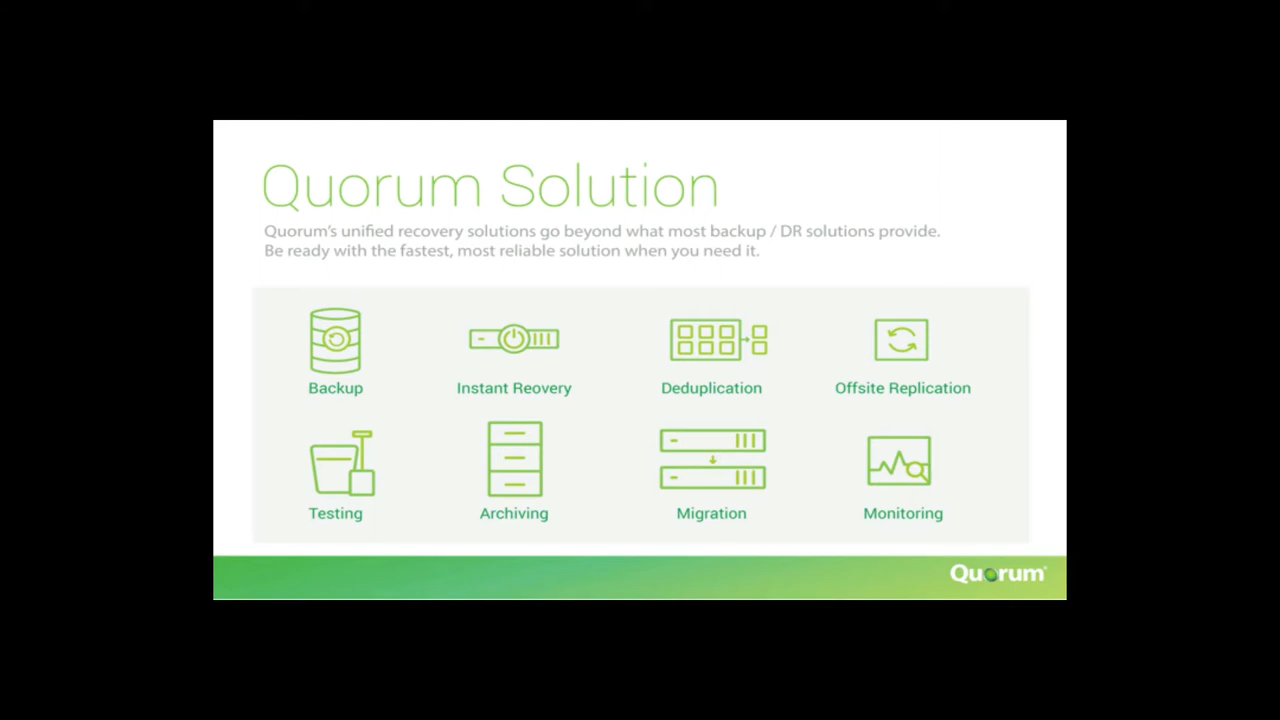 Quorum Solution
Quorum's unified recovery solutions go beyond what most backup / DR solutions provide.
Be ready with the fastest, most reliable solution when you need it.
Backup
Instant Reovery
Deduplication
Offsite Replication
Testing
Archiving
Migration
Monitoring
Quorum